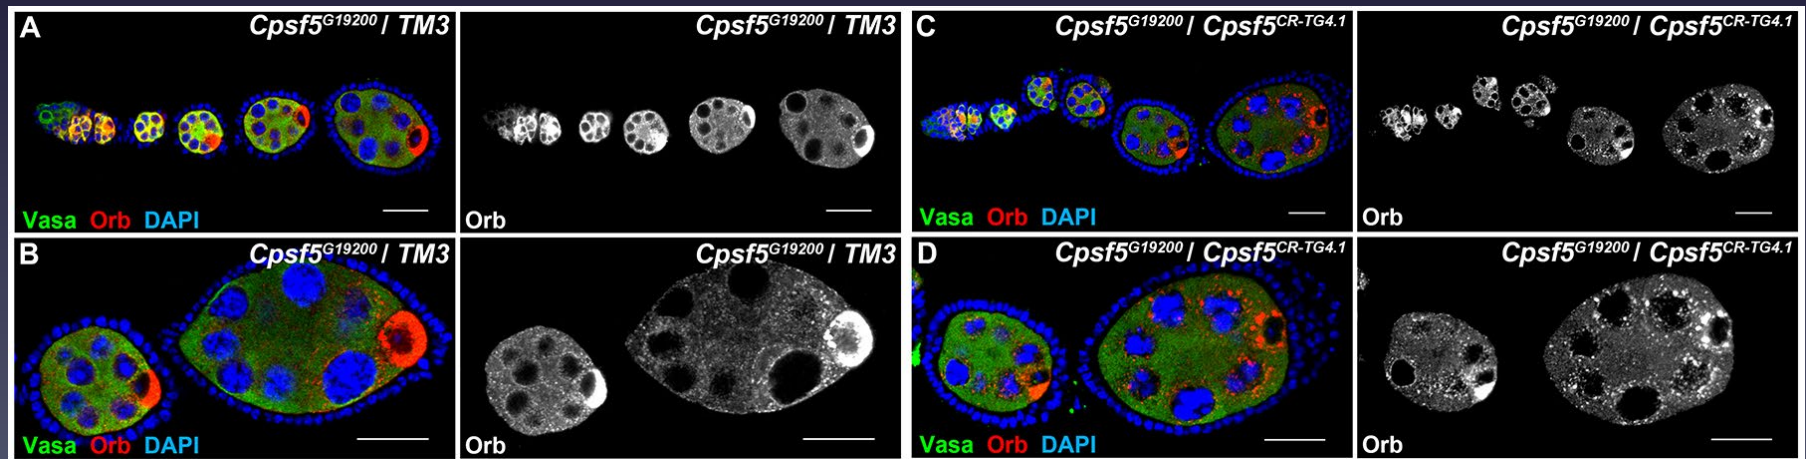 A
Cpsf5G19200 / TM3
Vasa Orb DAPI
Cpsf5G19200 / TM3
Orb
C
Cpsf5G19200 / Cpsf5CR-TG4.1
Vasa Orb DAPI
Cpsf5G19200 / Cpsf5CR-TG4.1
Orb
B
Cpsf5G19200 / TM3
Vasa Orb DAPI
Cpsf5G19200 / TM3
Orb
D
Cpsf5G19200 / Cpsf5CR-TG4.1
Vasa Orb DAPI
Cpsf5G19200 / Cpsf5CR-TG4.1
Orb